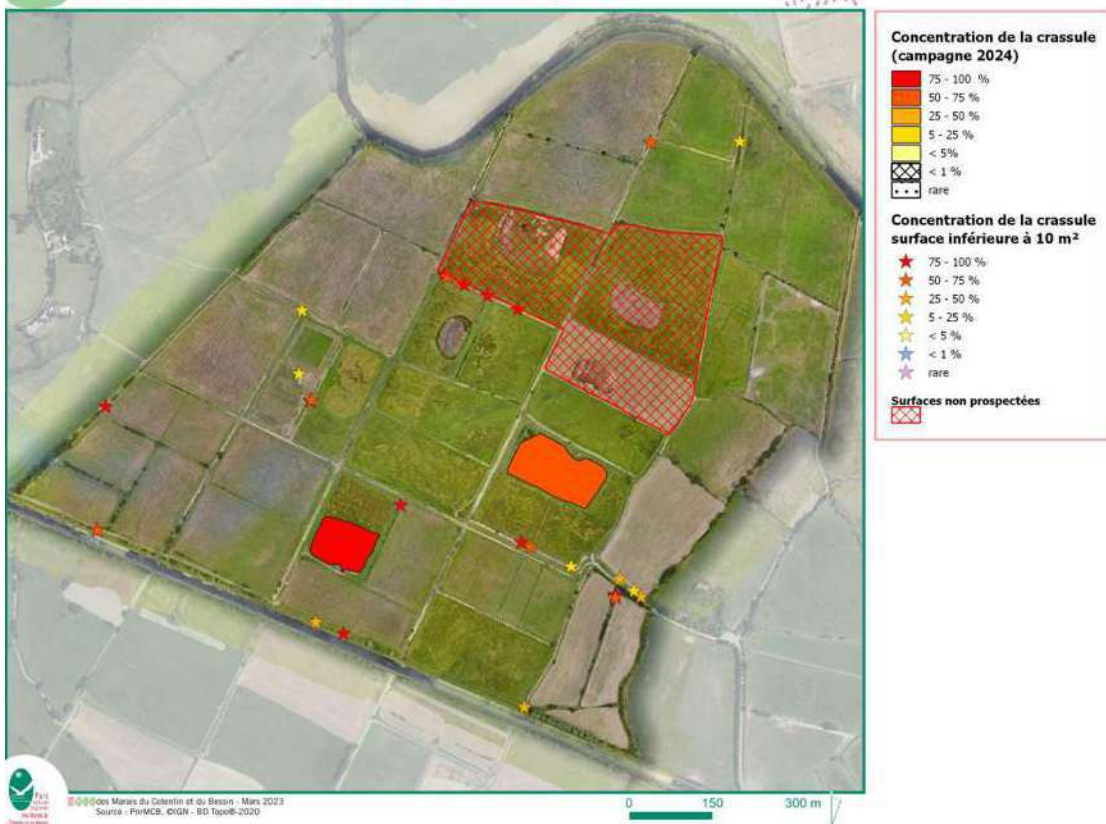 Concentration de la crassule
(campagne 2024)
75 - 100 %
50 - 75 %
25 - 50 %
5 - 25 %
< 5%
< 1 %
rare
Concentration de la crassule
surface inférieure à 10 m²
75 - 100 %
50 - 75 %
25 - 50 %
5 - 25 %
< 5 %
< 1 %
rare
Surfaces non prospectées
Parc
des Marais du Cotentin et du Bessin - Mars 2023
Source : PnrMCB, ©IGN - BD Topo®-2020
0 150 300 m